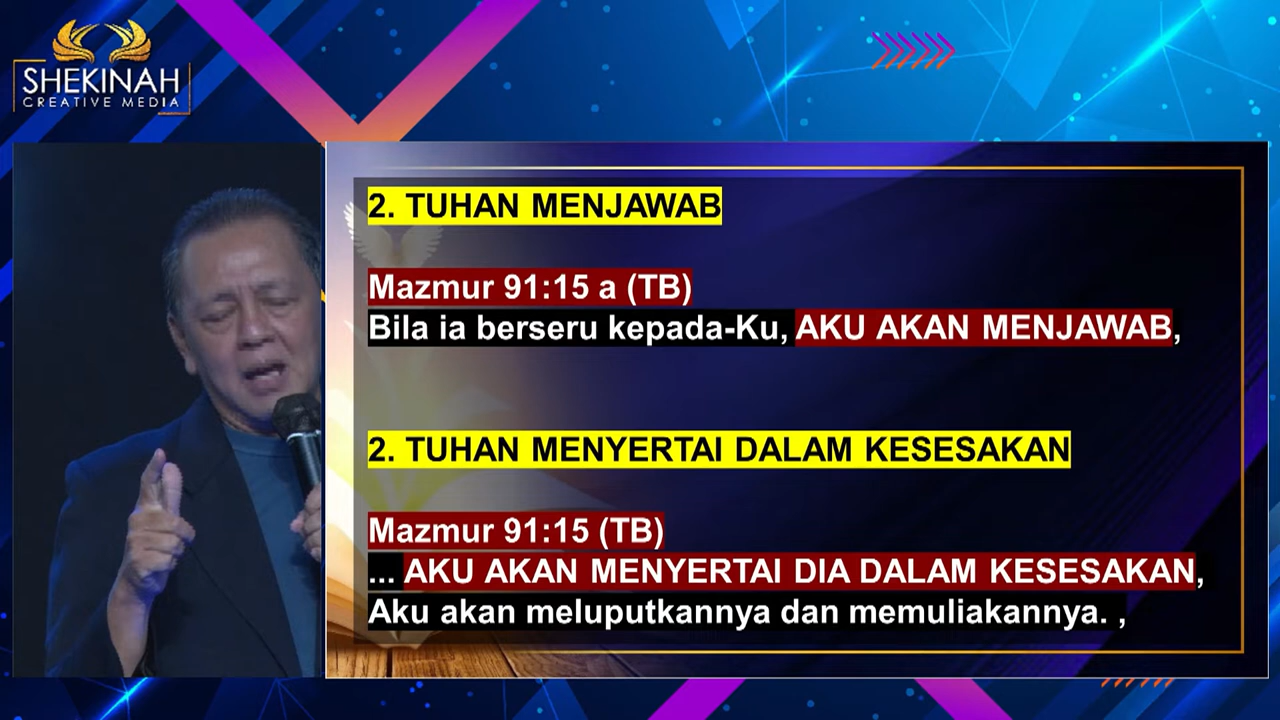 SHEKINAH
CREATIVE MEDIA
2. TUHAN MENJAWAB
Mazmur 91:15 a (TB)
Bila ia berseru kepada-Ku, AKU AKAN MENJAWAB,
2. TUHAN MENYERTAI DALAM KESESAKAN
Mazmur 91:15 (TB)
... AKU AKAN MENYERTAI DIA DALAM KESESAKAN,
Aku akan meluputkannya dan memuliakannya. ,